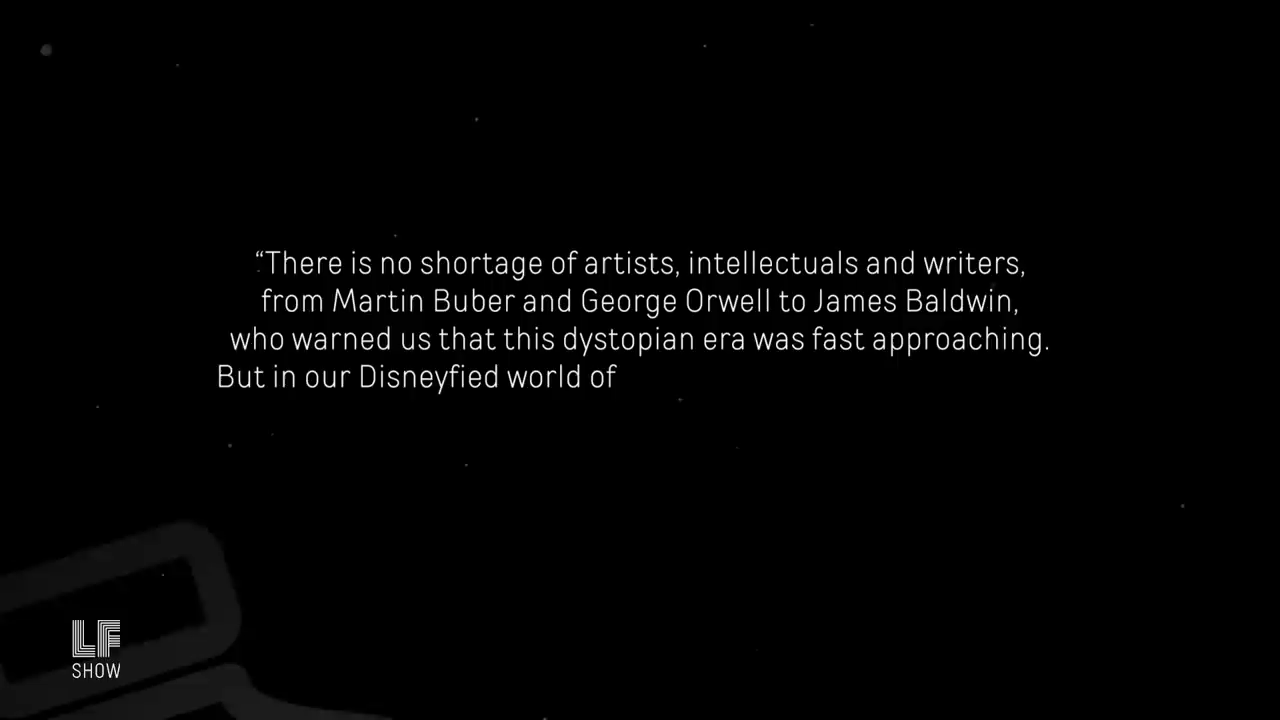 “There is no shortage of artists, intellectuals and writers,
from Martin Buber and George Orwell to James Baldwin,
who warned us that this dystopian era was fast approaching.
But in our Disneyfied world of
LF
SHOW